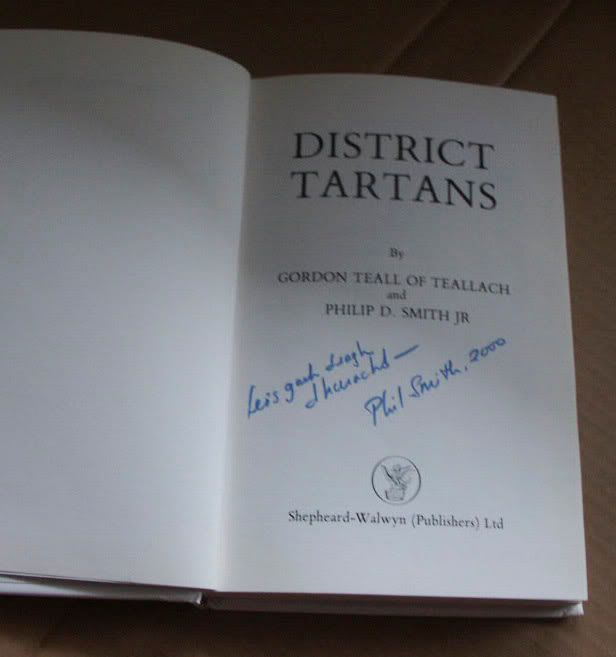 DISTRICT
TARTANS
By
GORDON TEALL OF TEALLACH
and
PHILIP D. SMITH JR
leis gach deagh
dhurachd —
Phil Smith, 2000
Shepheard-Walwyn (Publishers) Ltd